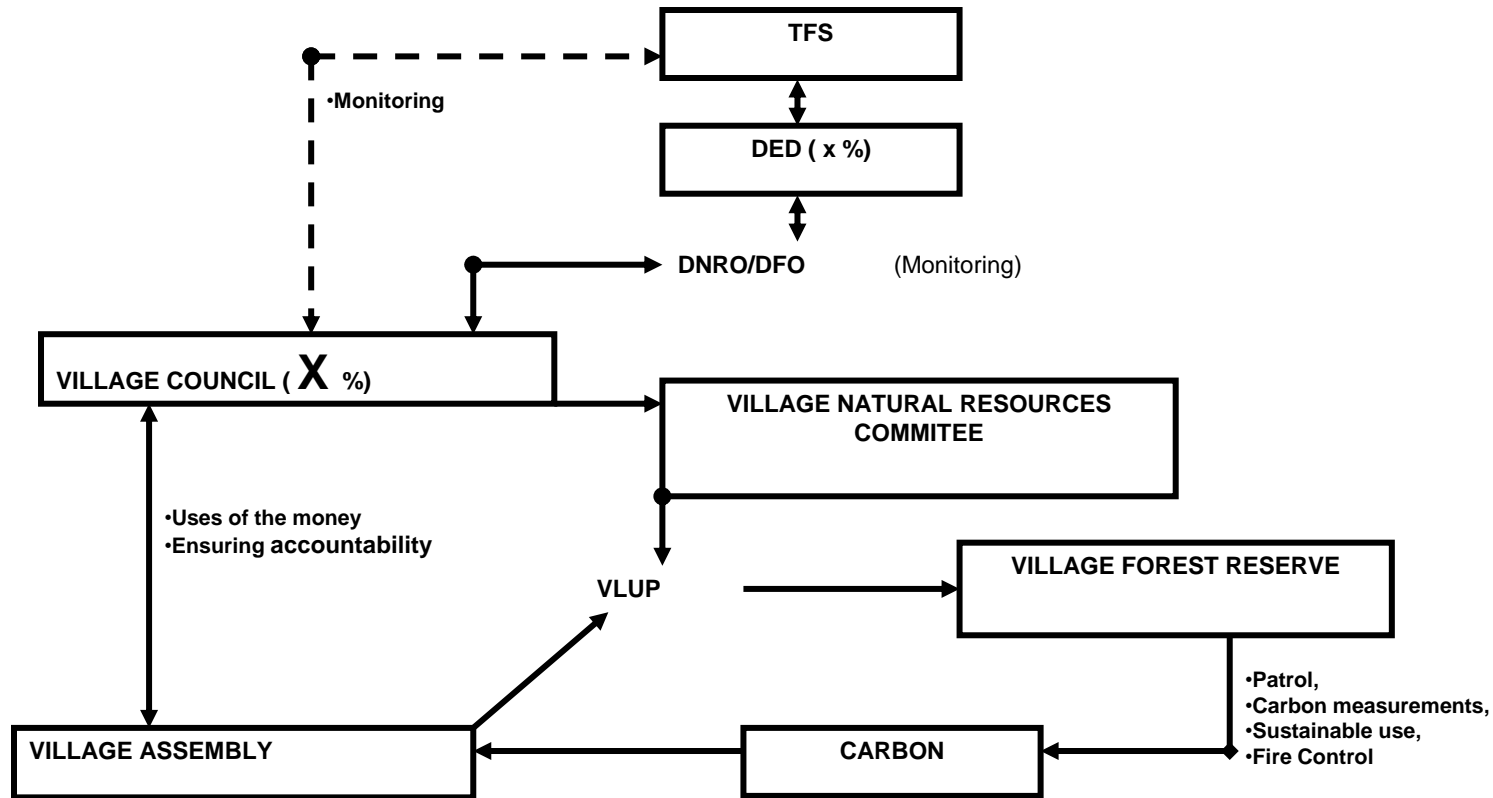 TFS
•Monitoring
DED ( x %)
DNRO/DFO (Monitoring)
VILLAGE COUNCIL ( X %)
VILLAGE NATURAL RESOURCES
COMMITEE
•Uses of the money
•Ensuring accountability
VILLAGE FOREST RESERVE
VLUP
•Patrol,
•Carbon measurements,
•Sustainable use,
•Fire Control
VILLAGE ASSEMBLY
CARBON